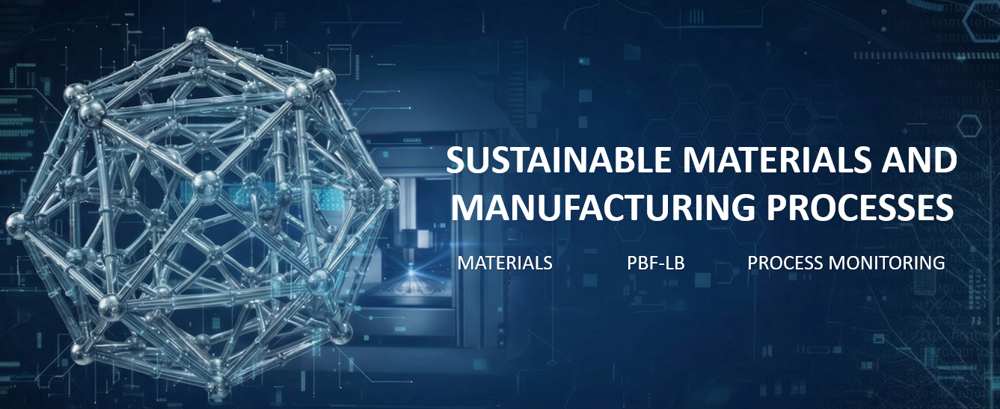 SUSTAINABLE MATERIALS AND
MANUFACTURING PROCESSES
MATERIALS PBF-LB PROCESS MONITORING